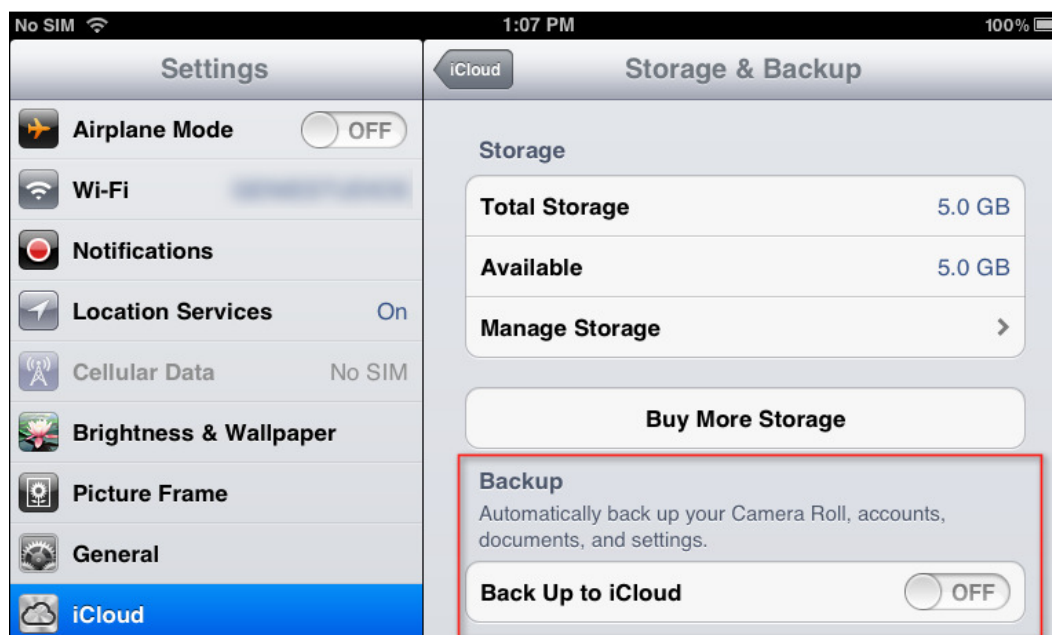 No SIM 1:07 PM 100%
Settings
iCloud Storage & Backup
Airplane Mode OFF
Wi-Fi
Notifications
Location Services On
Cellular Data No SIM
Brightness & Wallpaper
Picture Frame
General
iCloud
Storage
Total Storage 5.0 GB
Available 5.0 GB
Manage Storage
Buy More Storage
Backup
Automatically back up your Camera Roll, accounts,
documents, and settings.
Back Up to iCloud OFF